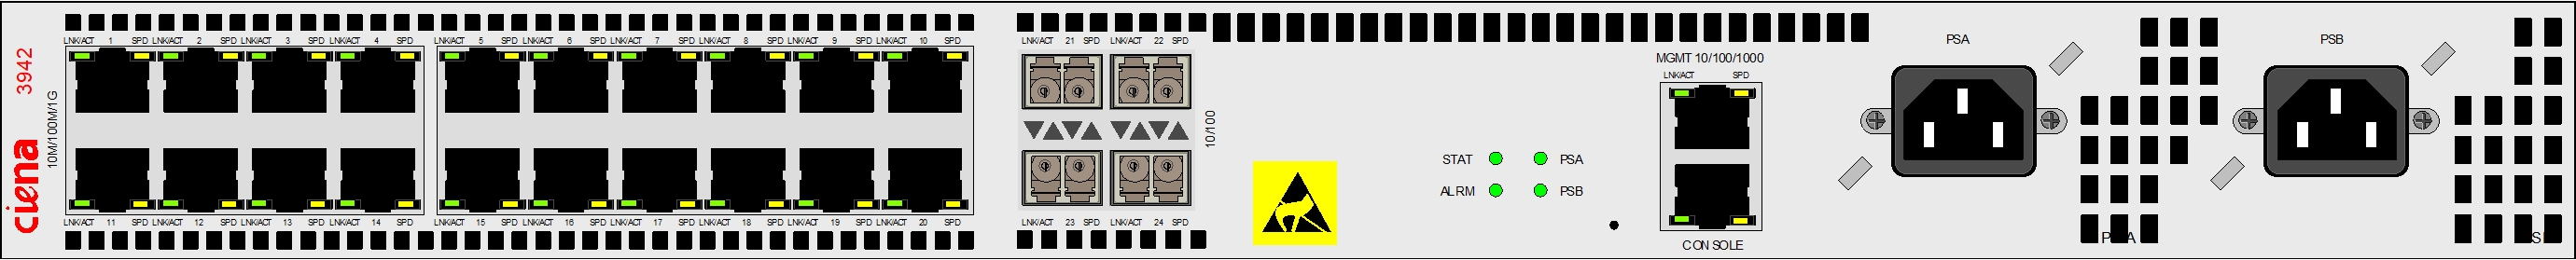 ciena 3942
10M/100M/1G
LNK/ACT 1 SPD LNK/ACT 2 SPD LNK/ACT 3 SPD LNK/ACT 4 SPD
LNK/ACT 5 SPD LNK/ACT 6 SPD LNK/ACT 7 SPD LNK/ACT 8 SPD LNK/ACT 9 SPD LNK/ACT 10 SPD
LNK/ACT 21 SPD LNK/ACT 22 SPD
LNK/ACT 11 SPD LNK/ACT 12 SPD LNK/ACT 13 SPD LNK/ACT 14 SPD
LNK/ACT 15 SPD LNK/ACT 16 SPD LNK/ACT 17 SPD LNK/ACT 18 SPD LNK/ACT 19 SPD LNK/ACT 20 SPD
LNK/ACT 23 SPD LNK/ACT 24 SPD
10/100
STAT PSA
ALRM PSB
MGMT 10/100/1000
LNK/ACT SPD
CONSOLE
PSA
PSB